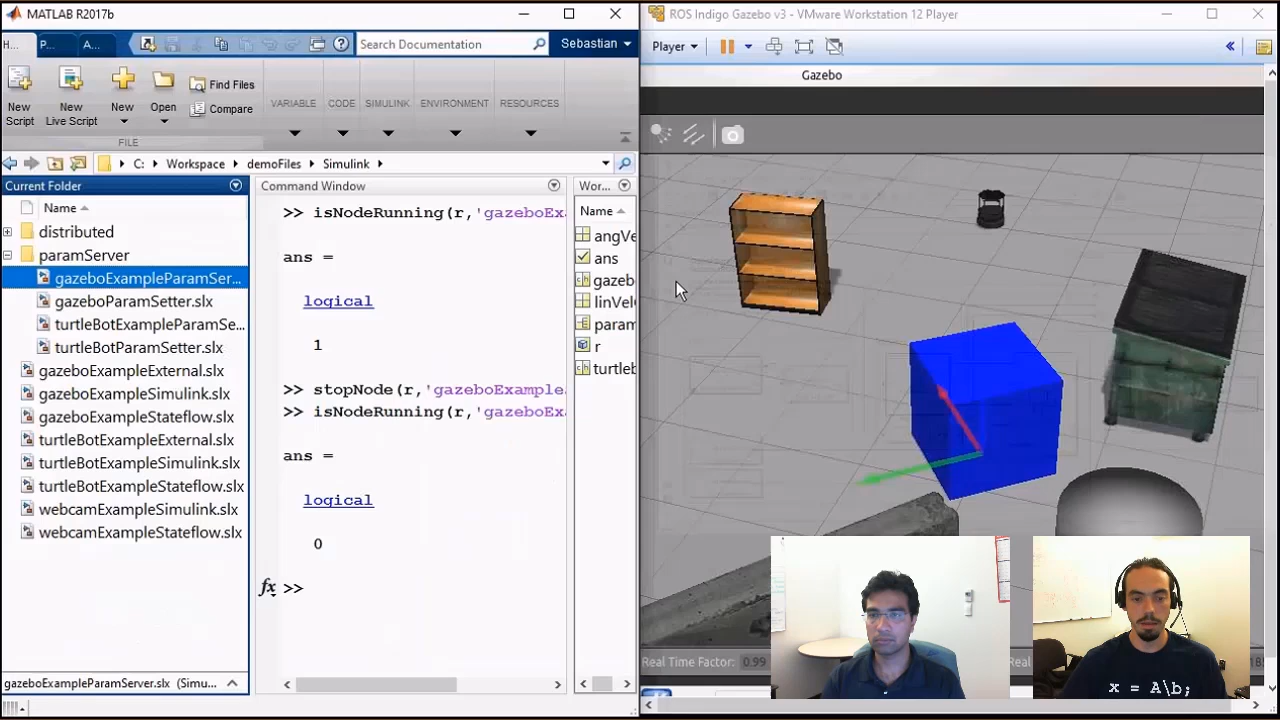 MATLAB R2017b
ROS Indigo Gazebo v3 - VMware Workstation 12 Player
H...
P...
A...
Search Documentation
Sebastian
Player
Gazebo
New Script
New Live Script
New
Open
Find Files
Compare
VARIABLE
CODE
SIMULINK
ENVIRONMENT
RESOURCES
FILE
C:
Workspace
demoFiles
Simulink
Current Folder
Name
distributed
paramServer
gazeboExampleParamSer...
gazeboParamSetter.slx
turtleBotExampleParamSe...
turtleBotParamSetter.slx
gazeboExampleExternal.slx
gazeboExampleSimulink.slx
gazeboExampleStateflow.slx
turtleBotExampleExternal.slx
turtleBotExampleSimulink.slx
turtleBotExampleStateflow.slx
webcamExampleSimulink.slx
webcamExampleStateflow.slx
gazeboExampleParamServer.slx (Simu...
Command Window
>> isNodeRunning(r,'gazeboEx
ans =
logical
1
>> stopNode(r,'gazeboExample
>> isNodeRunning(r,'gazeboEx
ans =
logical
0
fx >>
Wor...
Name
angVe
ans
gazeb
linVel
param
r
turtleb
Real Time Factor: 0.99
Real
x = A\b;